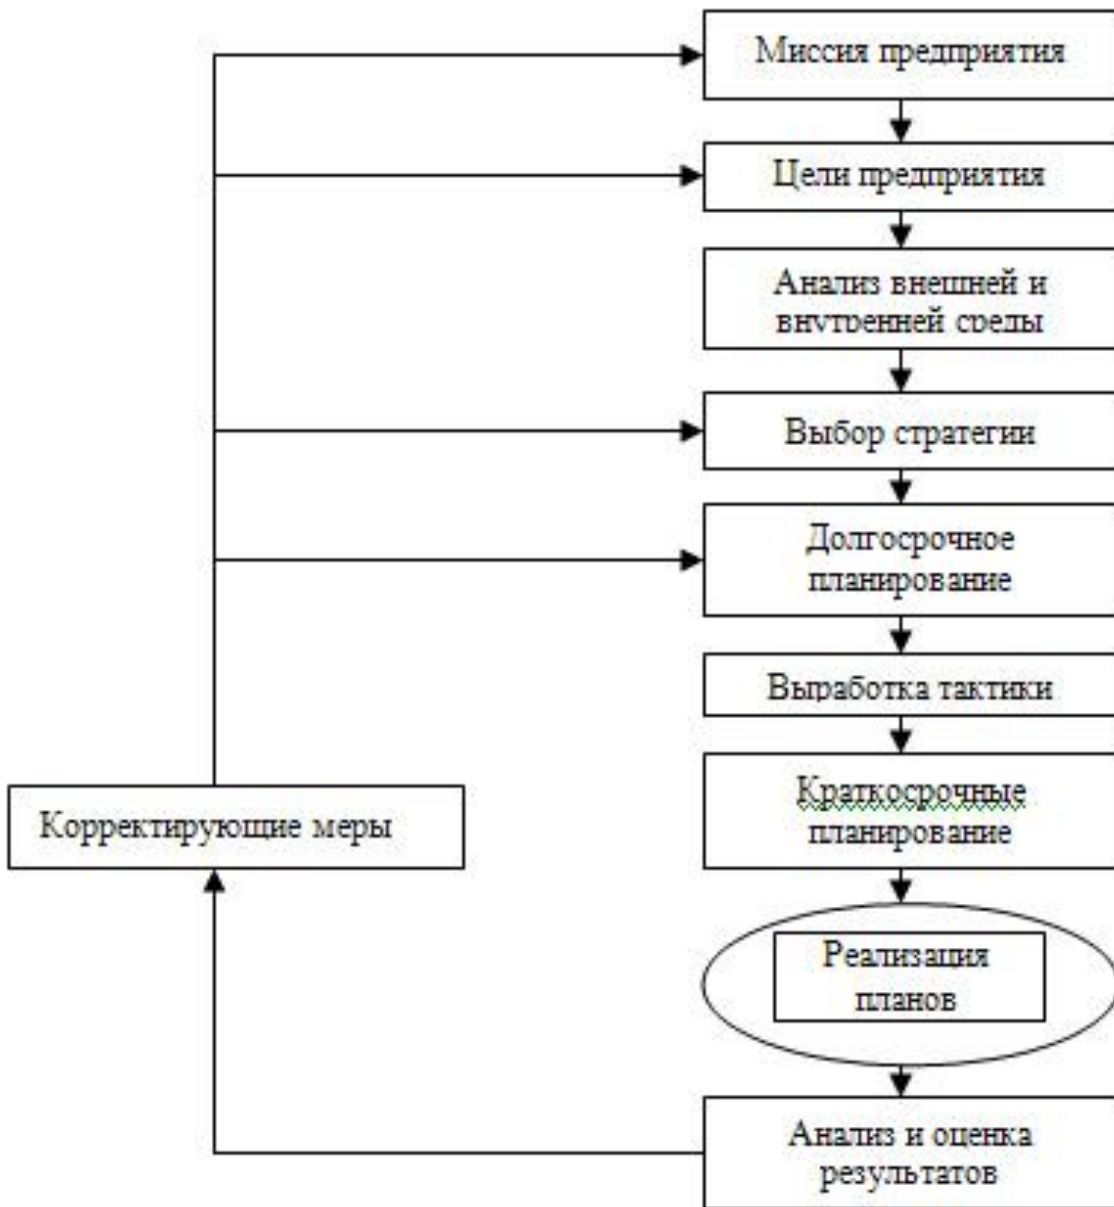 Миссия предприятия
Цели предприятия
Анализ внешней и
внутренней среды
Выбор стратегии
Долгосрочное
планирование
Выработка тактики
Краткосрочные
планирование
Корректирующие меры
Реализация
планов
Анализ и оценка
результатов